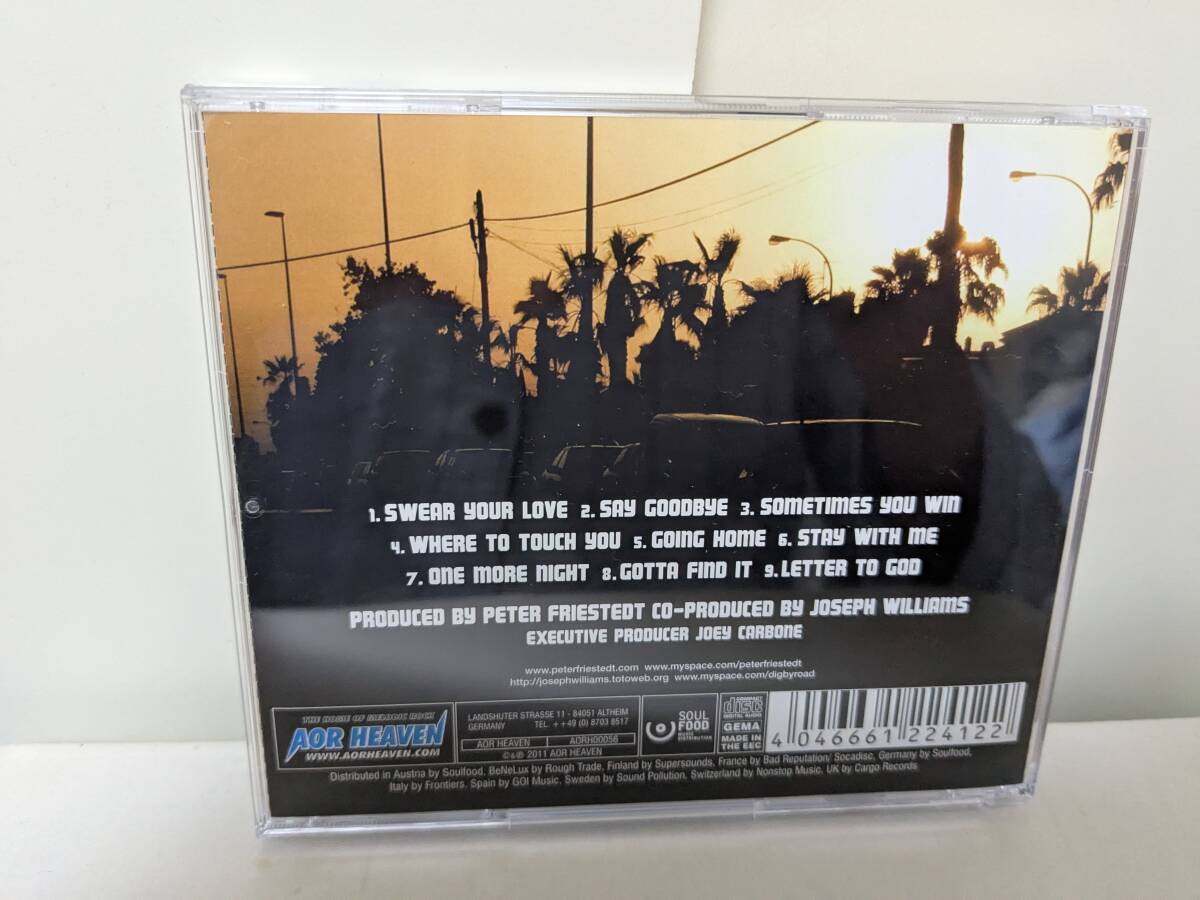 1. SWEAR YOUR LOVE 2. SAY GOODBYE 3. SOMETIMES YOU WIN
4. WHERE TO TOUCH YOU 5. GOING HOME 6. STAY WITH ME
7. ONE MORE NIGHT 8. GOTTA FIND IT 9. LETTER TO GOD
PRODUCED BY PETER FRIESTEDT CO-PRODUCED BY JOSEPH WILLIAMS
EXECUTIVE PRODUCER JOEY CARBONE
www.peterfriestedt.com www.myspace.com/peterfriestedt
http://josephwilliams.totoweb.org www.myspace.com/digbyroad
THE HOME OF MELODIC ROCK
AOR HEAVEN
WWW.AORHEAVEN.COM
LANDSHUTER STRASSE 11 - 84051 ALTHEIM
GERMANY TEL. ++49 (0) 8703 8517
AOR HEAVEN AORH00056
©&℗ 2011 AOR HEAVEN
SOUL
FOOD
MUSIC
DISTRIBUTION
COMPACT
disc
DIGITAL AUDIO
GEMA
MADE IN
THE EEC
4 046661 224122
Distributed in Austria by Soulfood, BeNeLux by Rough Trade, Finland by Supersounds, France by Bad Reputation/ Socadisc, Germany by Soulfood,
Italy by Frontiers, Spain by GOI Music, Sweden by Sound Pollution, Switzerland by Nonstop Music, UK by Cargo Records